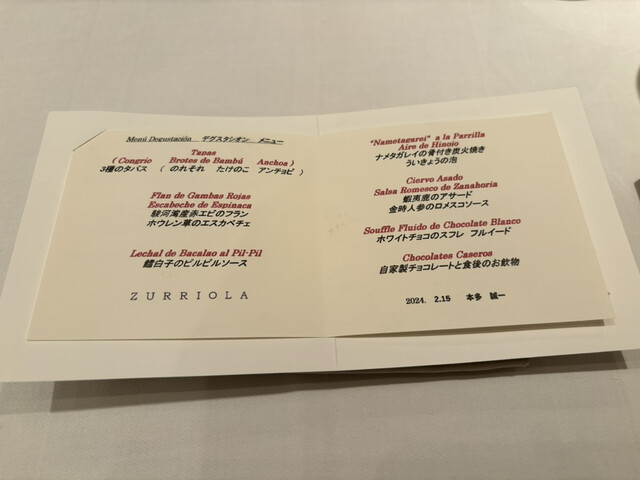 Menú Degustación デグスタシオン メニュー
Tapas
( Congrio Brotes de Bambú Anchoa )
3種のタパス ( のれそれ たけのこ アンチョビ )
Flan de Gambas Rojas
Escabeche de Espinaca
駿河湾産赤エビのフラン
ホウレン草のエスカベチェ
Lechal de Bacalao al Pil-Pil
鱈白子のピルピルソース
ZURRIOLA
"Nametagarei" a la Parrilla
Aire de Hinojo
ナメタガレイの骨付き炭火焼き
ういきょうの泡
Ciervo Asado
Salsa Romesco de Zanahoria
蝦夷鹿のアサード
金時人参のロメスコソース
Souffle Fluido de Chocolate Blanco
ホワイトチョコのスフレ フルイード
Chocolates Caseros
自家製チョコレートと食後のお飲物
2024. 2.15 本多 誠一